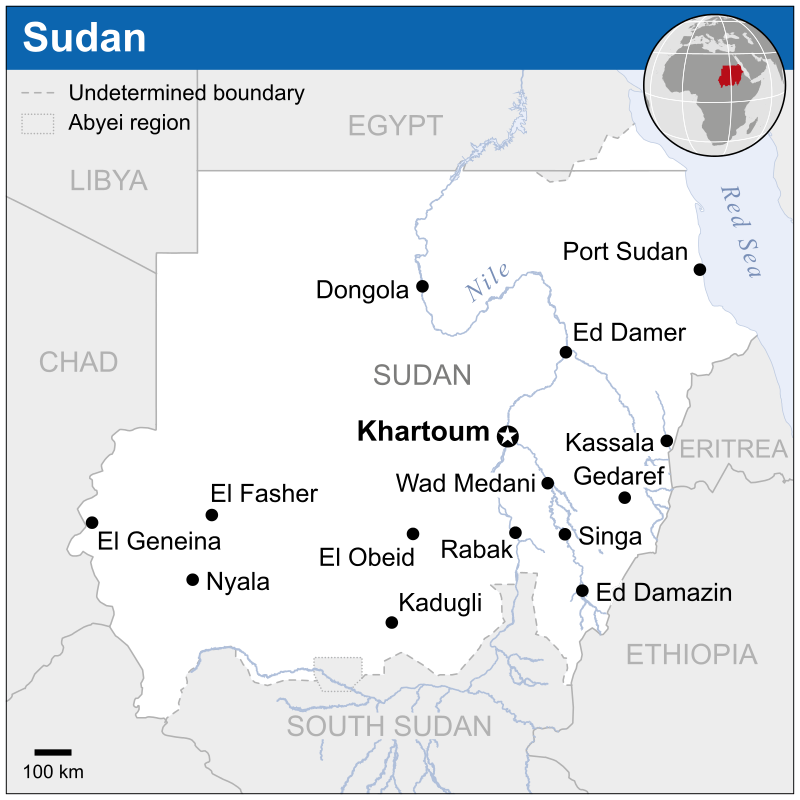 Sudan
Undetermined boundary
Abyei region
EGYPT
LIBYA
Red Sea
Port Sudan
Nile
Dongola
Ed Damer
CHAD
SUDAN
Khartoum
Kassala
ERITREA
Gedaref
Wad Medani
El Fasher
El Geneina
El Obeid
Rabak
Singa
Nyala
Kadugli
Ed Damazin
ETHIOPIA
SOUTH SUDAN
100 km